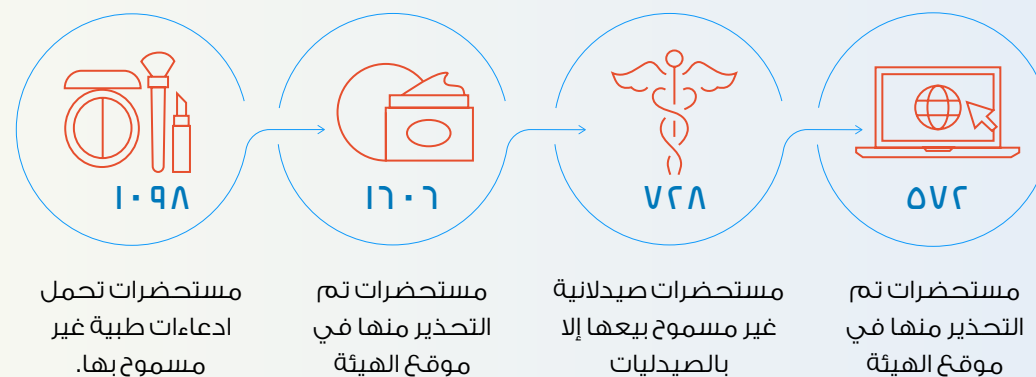 ١٠٩٨
مستحضرات تحمل
ادعاءات طبية غير
مسموح بها.
١٦٠٦
مستحضرات تم
التحذير منها في
موقع الهيئة
٧٢٨
مستحضرات صيدلانية
غير مسموح بيعها إلا
بالصيدليات
٥٧٢
مستحضرات تم
التحذير منها في
موقع الهيئة